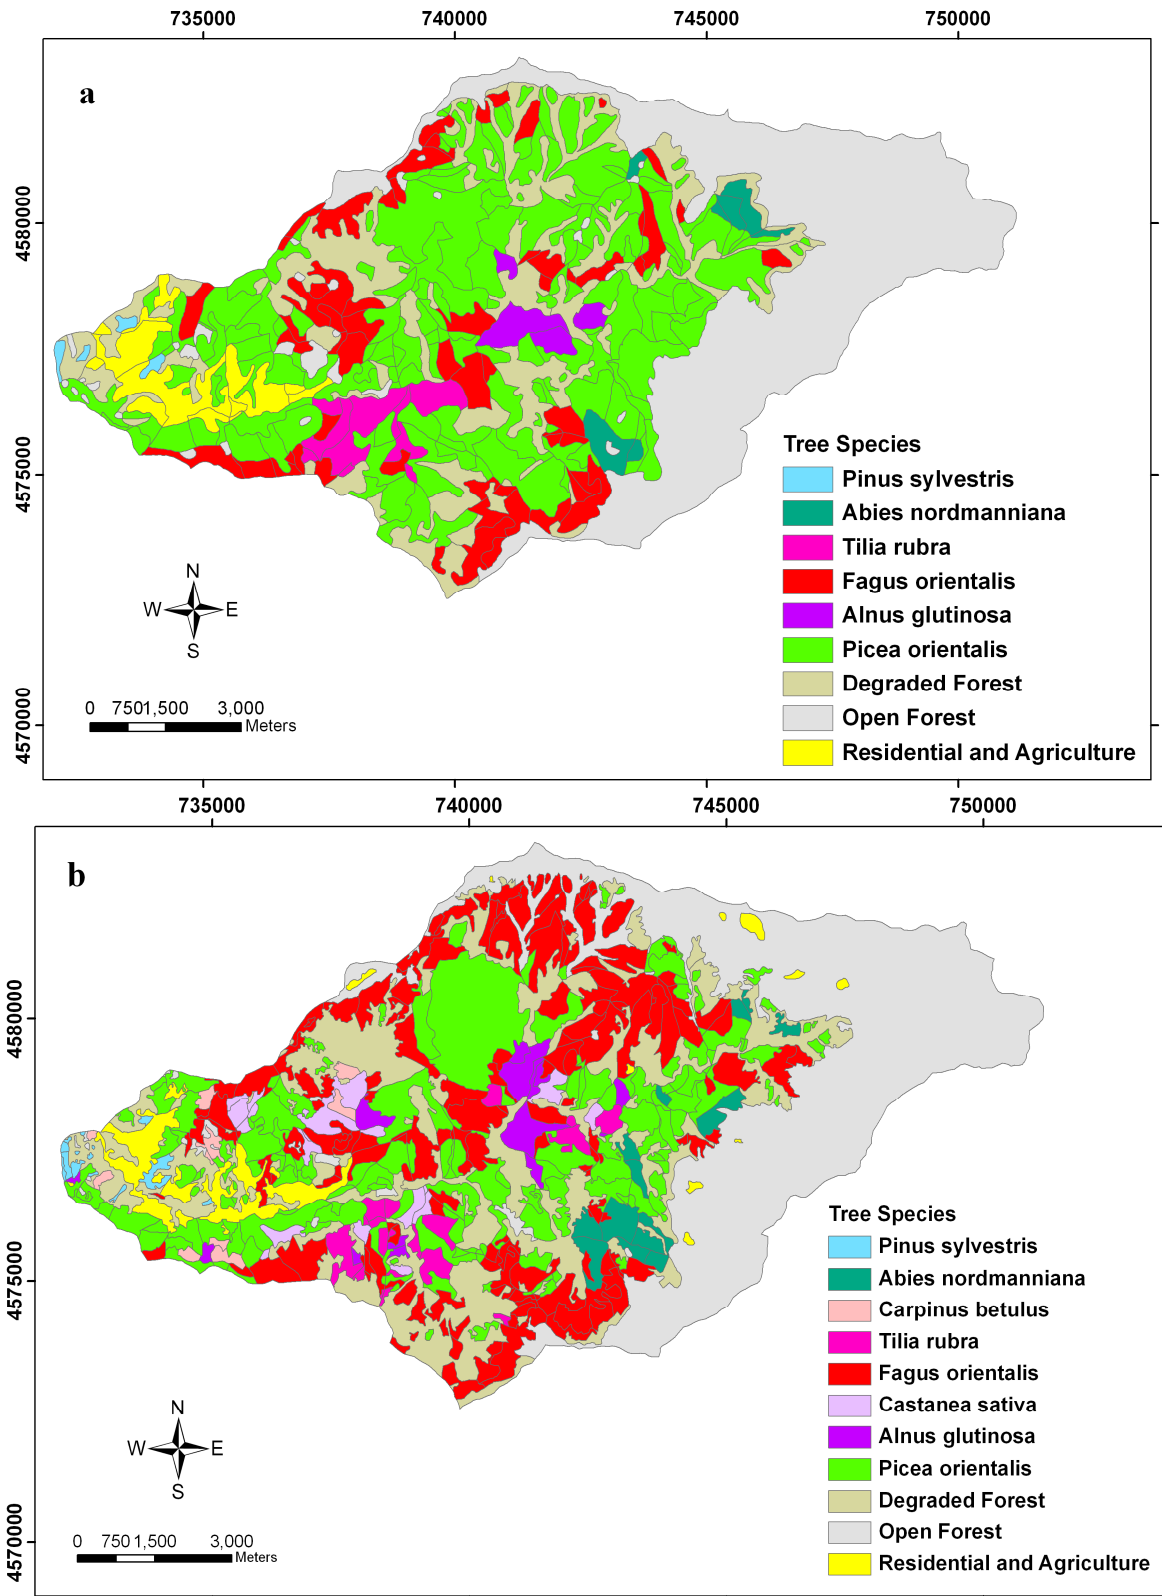 735000 740000 745000 750000
a
4580000
4575000
4570000
Tree Species
Pinus sylvestris
Abies nordmanniana
Tilia rubra
Fagus orientalis
Alnus glutinosa
Picea orientalis
Degraded Forest
Open Forest
Residential and Agriculture
N
W E
S
0 750 1,500 3,000
Meters
735000 740000 745000 750000
b
4580000
4575000
4570000
Tree Species
Pinus sylvestris
Abies nordmanniana
Carpinus betulus
Tilia rubra
Fagus orientalis
Castanea sativa
Alnus glutinosa
Picea orientalis
Degraded Forest
Open Forest
Residential and Agriculture
N
W E
S
0 750 1,500 3,000
Meters